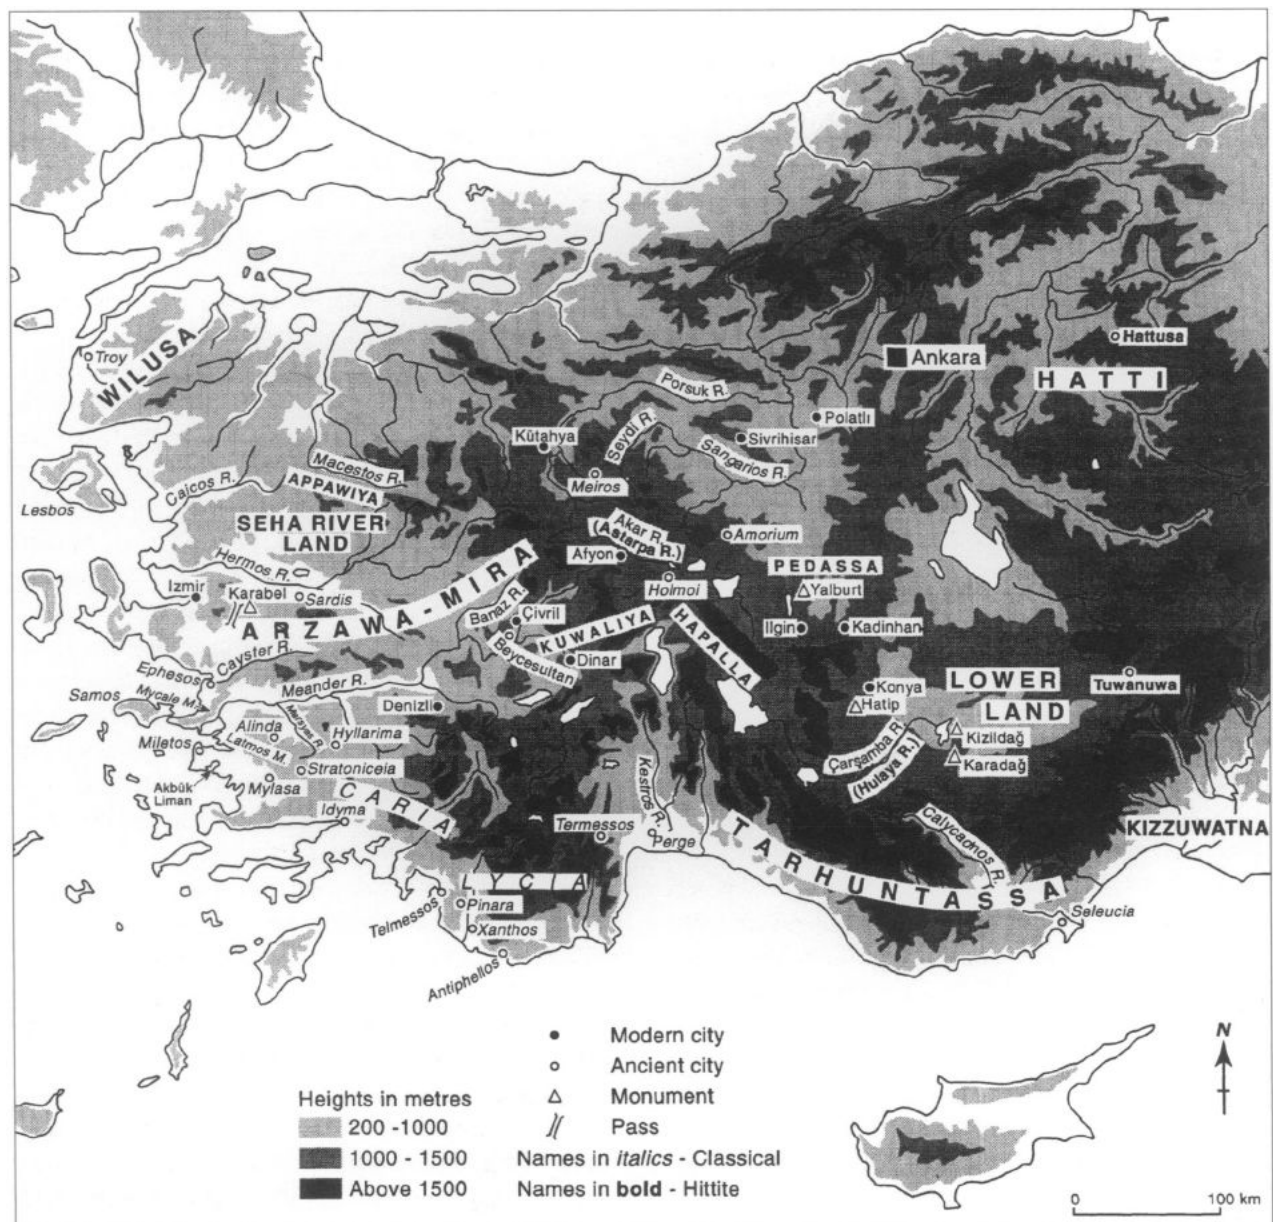 Troy
WILUSA
Hattusa
Ankara
HATTI
Porsuk R.
Polatlı
Kütahya
Seydi R.
Sivrihisar
Sangarios R.
Meiros
Macestos R.
Caicos R.
APPAWIYA
Lesbos
SEHA RIVER
LAND
Akar R.
(Astarpa R.)
Amorium
Afyon
Hermos R.
PEDASSA
Holmoi
Yalburt
Izmir
Karabel
Sardis
ARZAWA-MIRA
Banaz R.
Çivril
KUWALIYA
HAPALLA
Ilgin
Kadinhan
Beycesultan
Dinar
Cayster R.
Ephesos
Meander R.
Konya
Hatip
LOWER
LAND
Tuwanuwa
Samos
Mycale M.
Denizli
Alinda
Marsyas R.
Hyllarima
Kizildağ
Miletos
Latmos M.
Çarşamba R.
(Hulaya R.)
Karadağ
Stratoniceia
Akbük
Liman
Mylasa
CARIA
Kestros R.
Idyma
Termessos
Perge
Calycadnos R.
KIZZUWATNA
TARHUNTASSA
LYCIA
Telmessos
Pinara
Seleucia
Xanthos
Antiphellos
Modern city
Ancient city
Monument
Pass
Names in italics - Classical
Names in bold - Hittite
Heights in metres
200 -1000
1000 - 1500
Above 1500
N
0 100 km